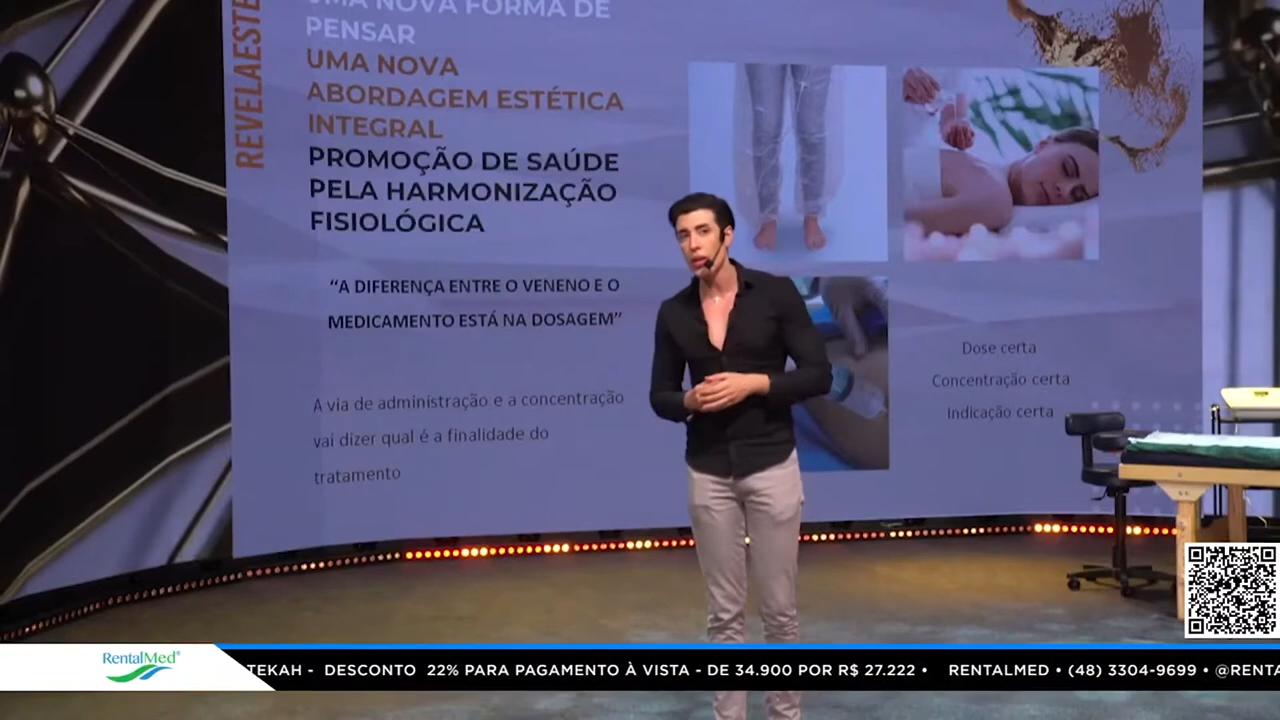 REVELAESTE
UMA NOVA FORMA DE
PENSAR
UMA NOVA
ABORDAGEM ESTÉTICA
INTEGRAL
PROMOÇÃO DE SAÚDE
PELA HARMONIZAÇÃO
FISIOLÓGICA
“A DIFERENÇA ENTRE O VENENO E O
MEDICAMENTO ESTÁ NA DOSAGEM”
A via de administração e a concentração
vai dizer qual é a finalidade do
tratamento
Dose certa
Concentração certa
Indicação certa
RentalMed®
TEKAH - DESCONTO 22% PARA PAGAMENTO À VISTA - DE 34.900 POR R$ 27.222 • RENTALMED • (48) 3304-9699 • @RENTA